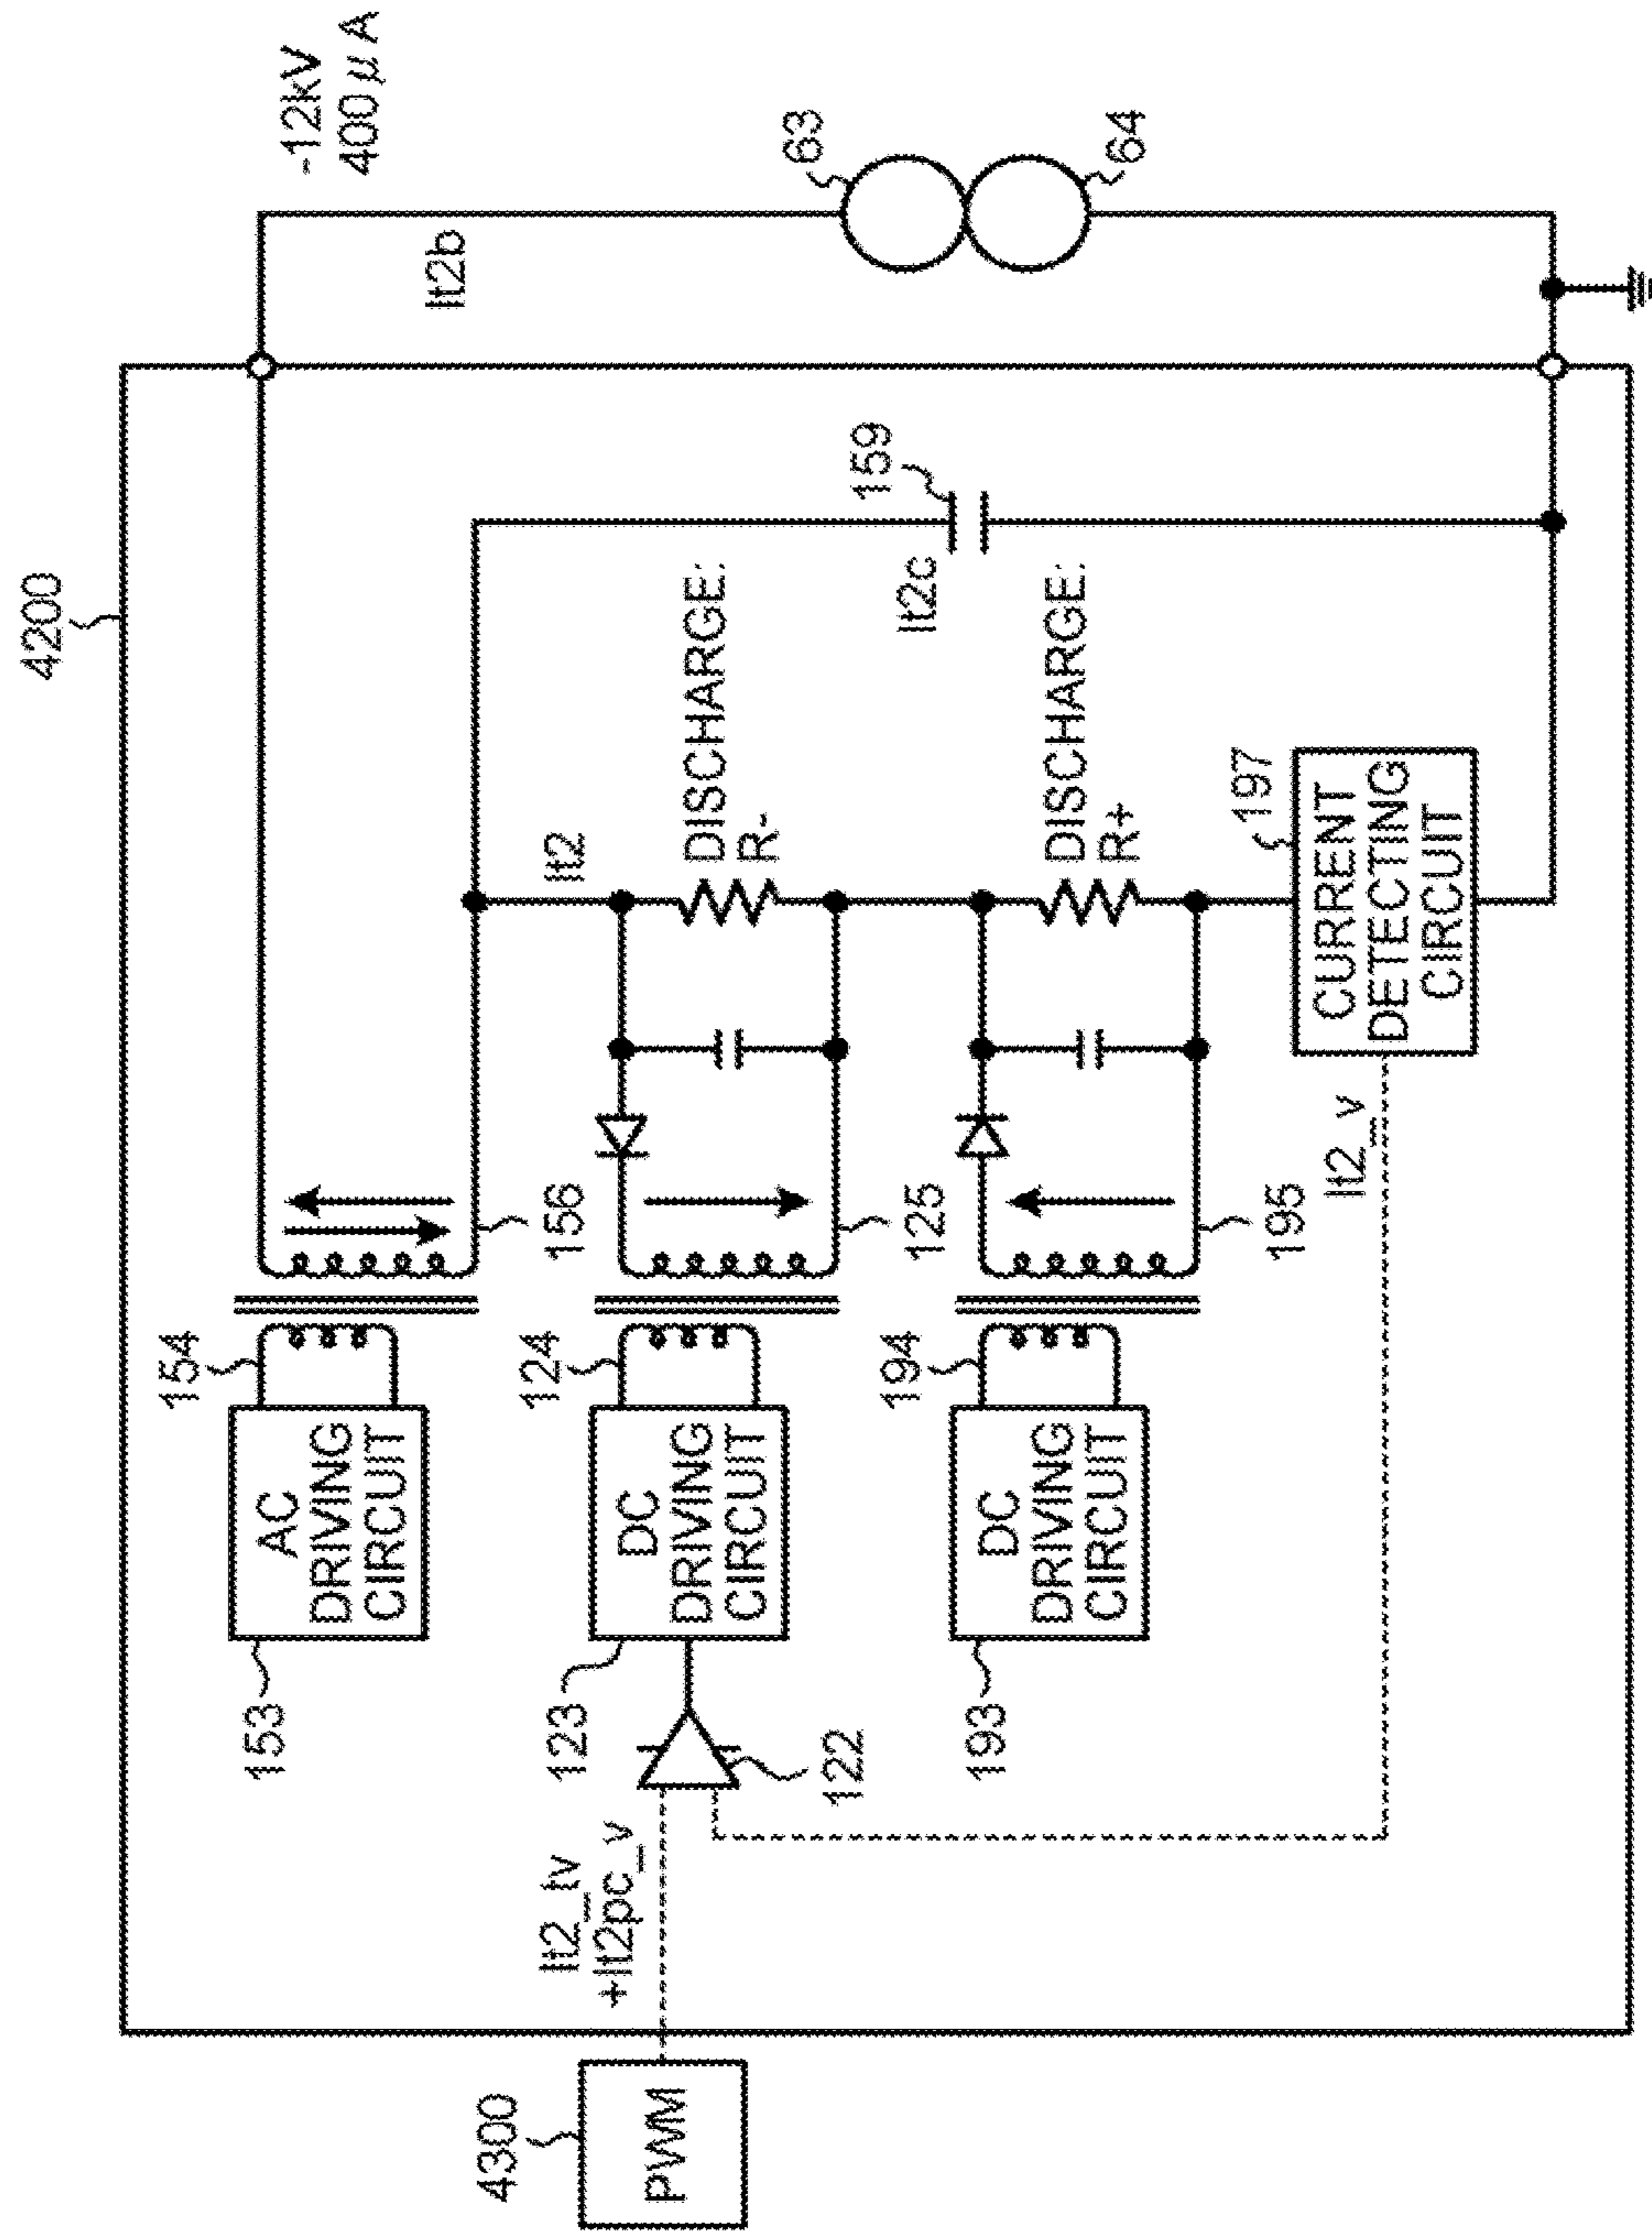 4200
-12kV
400μA
It2b
63
64
159
It2c
It2
DISCHARGE:
R-
DISCHARGE:
R+
197
CURRENT
DETECTING
CIRCUIT
It2_v
156
125
195
154
124
194
AC
DRIVING
CIRCUIT
DC
DRIVING
CIRCUIT
DC
DRIVING
CIRCUIT
153
123
122
193
It2_tv
+It2pc_v
4300
PWM